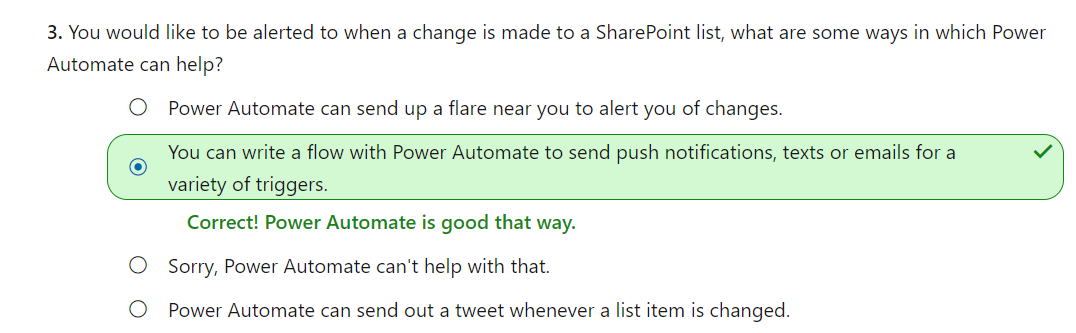 3. You would like to be alerted to when a change is made to a SharePoint list, what are some ways in which Power
Automate can help?
Power Automate can send up a flare near you to alert you of changes.
You can write a flow with Power Automate to send push notifications, texts or emails for a
variety of triggers.
Correct! Power Automate is good that way.
Sorry, Power Automate can't help with that.
Power Automate can send out a tweet whenever a list item is changed.